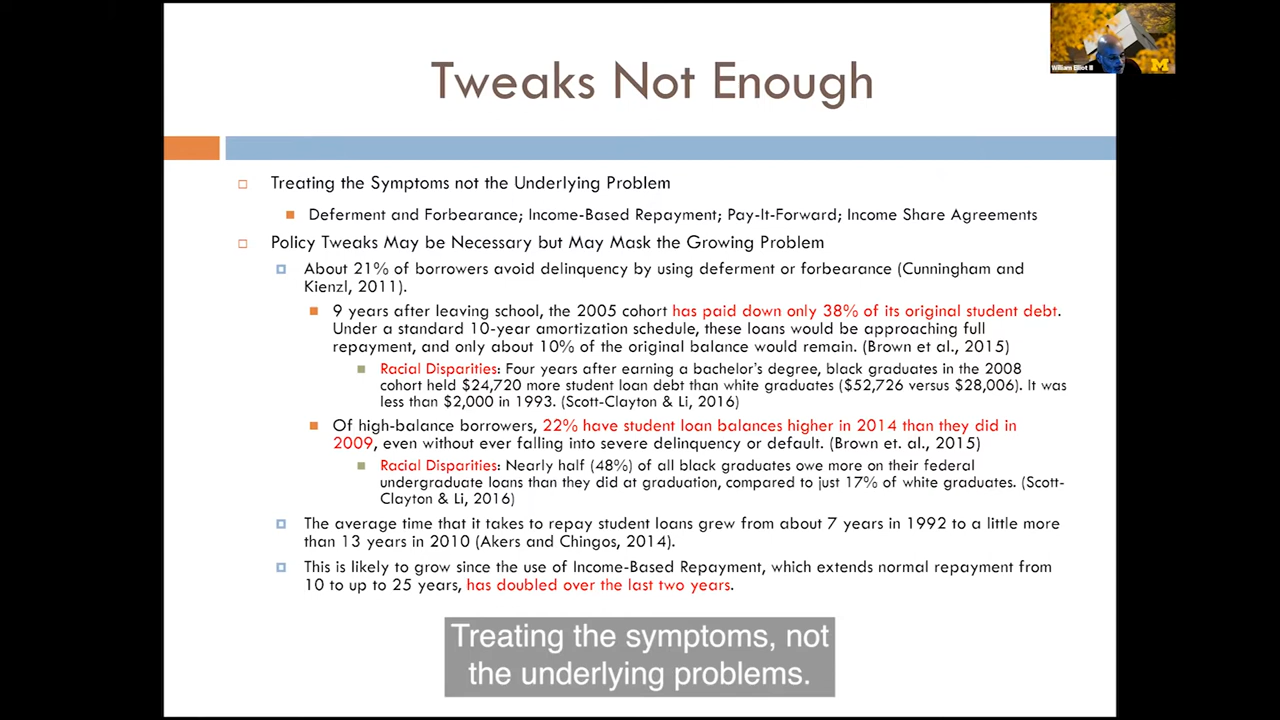 Tweaks Not Enough
William Elliot II
M
Treating the Symptoms not the Underlying Problem
Deferment and Forbearance; Income-Based Repayment; Pay-It-Forward; Income Share Agreements
Policy Tweaks May be Necessary but May Mask the Growing Problem
About 21% of borrowers avoid delinquency by using deferment or forbearance (Cunningham and
Kienzl, 2011).
9 years after leaving school, the 2005 cohort has paid down only 38% of its original student debt.
Under a standard 10-year amortization schedule, these loans would be approaching full
repayment, and only about 10% of the original balance would remain. (Brown et al., 2015)
Racial Disparities: Four years after earning a bachelor's degree, black graduates in the 2008
cohort held $24,720 more student loan debt than white graduates ($52,726 versus $28,006). It was
less than $2,000 in 1993. (Scott-Clayton & Li, 2016)
Of high-balance borrowers, 22% have student loan balances higher in 2014 than they did in
2009, even without ever falling into severe delinquency or default. (Brown et. al., 2015)
Racial Disparities: Nearly half (48%) of all black graduates owe more on their federal
undergraduate loans than they did at graduation, compared to just 17% of white graduates. (Scott-
Clayton & Li, 2016)
The average time that it takes to repay student loans grew from about 7 years in 1992 to a little more
than 13 years in 2010 (Akers and Chingos, 2014).
This is likely to grow since the use of Income-Based Repayment, which extends normal repayment from
10 to up to 25 years, has doubled over the last two years.
Treating the symptoms, not
the underlying problems.